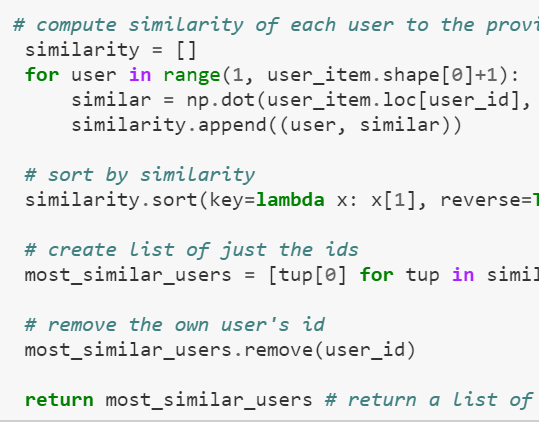 # compute similarity of each user to the provi
similarity = []
for user in range(1, user_item.shape[0]+1):
similar = np.dot(user_item.loc[user_id],
similarity.append((user, similar))
# sort by similarity
similarity.sort(key=lambda x: x[1], reverse=T
# create list of just the ids
most_similar_users = [tup[0] for tup in simil
# remove the own user's id
most_similar_users.remove(user_id)
return most_similar_users # return a list of